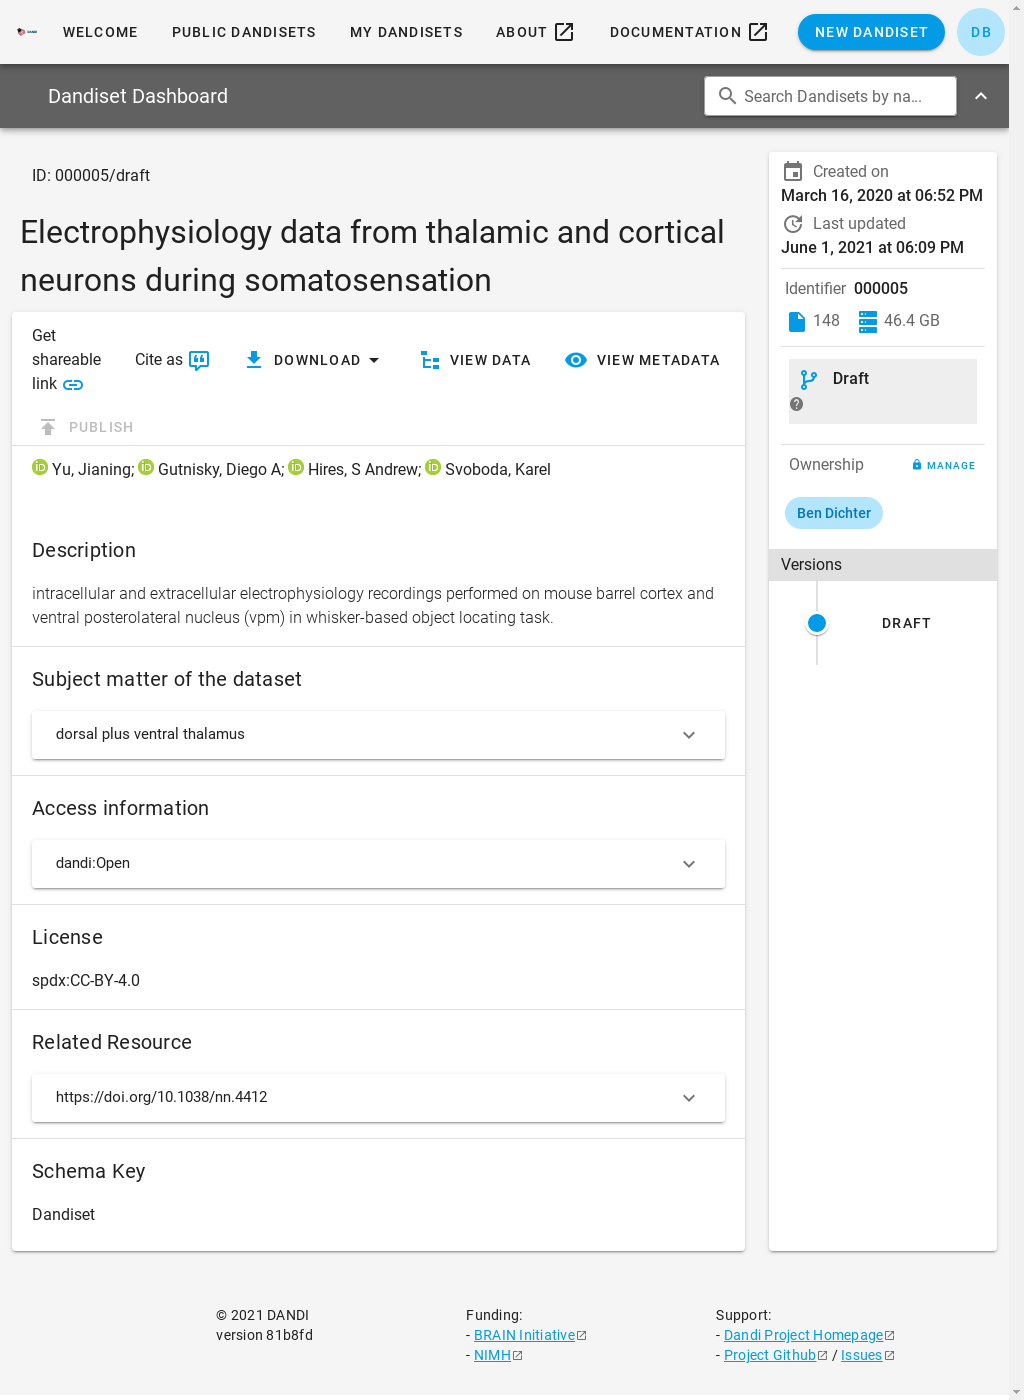 WELCOME PUBLIC DANDISETS MY DANDISETS ABOUT DOCUMENTATION NEW DANDISET DB
Dandiset Dashboard
Search Dandisets by na...
ID: 000005/draft
Electrophysiology data from thalamic and cortical
neurons during somatosensation
Get
shareable
link
Cite as
DOWNLOAD
VIEW DATA
VIEW METADATA
PUBLISH
Yu, Jianing; Gutnisky, Diego A; Hires, S Andrew; Svoboda, Karel
Description
intracellular and extracellular electrophysiology recordings performed on mouse barrel cortex and
ventral posterolateral nucleus (vpm) in whisker-based object locating task.
Subject matter of the dataset
dorsal plus ventral thalamus
Access information
dandi:Open
License
spdx:CC-BY-4.0
Related Resource
https://doi.org/10.1038/nn.4412
Schema Key
Dandiset
Created on
March 16, 2020 at 06:52 PM
Last updated
June 1, 2021 at 06:09 PM
Identifier 000005
148 46.4 GB
Draft
Ownership MANAGE
Ben Dichter
Versions
DRAFT
© 2021 DANDI
version 81b8fd
Funding:
- BRAIN Initiative
- NIMH
Support:
- Dandi Project Homepage
- Project Github / Issues